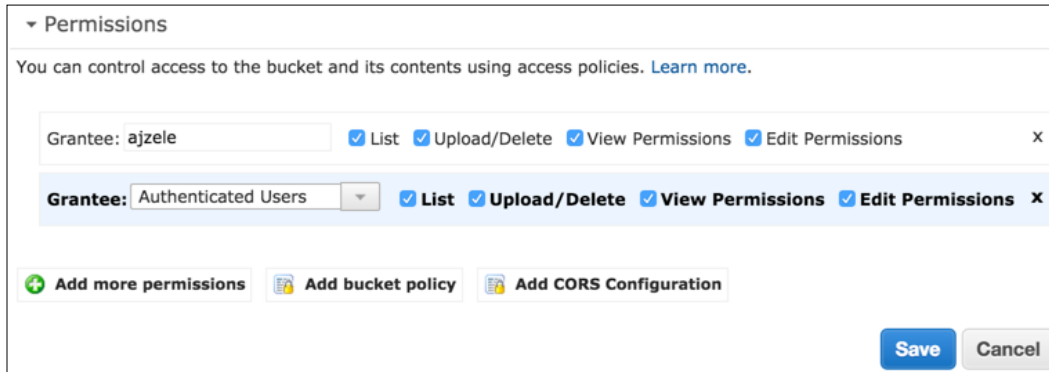 Permissions
You can control access to the bucket and its contents using access policies. Learn more.
Grantee: ajzele List Upload/Delete View Permissions Edit Permissions x
Grantee: Authenticated Users List Upload/Delete View Permissions Edit Permissions x
Add more permissions Add bucket policy Add CORS Configuration
Save Cancel